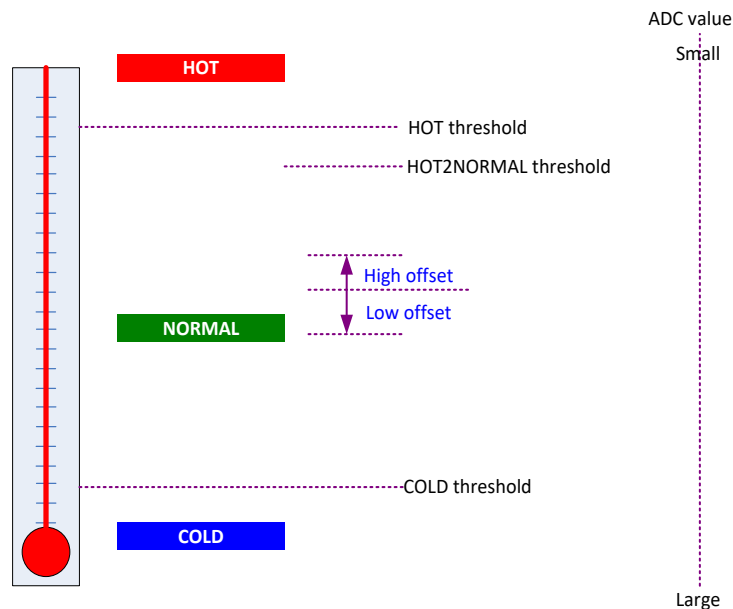 ADC value
Small
HOT
HOT threshold
HOT2NORMAL threshold
High offset
Low offset
NORMAL
COLD threshold
COLD
Large